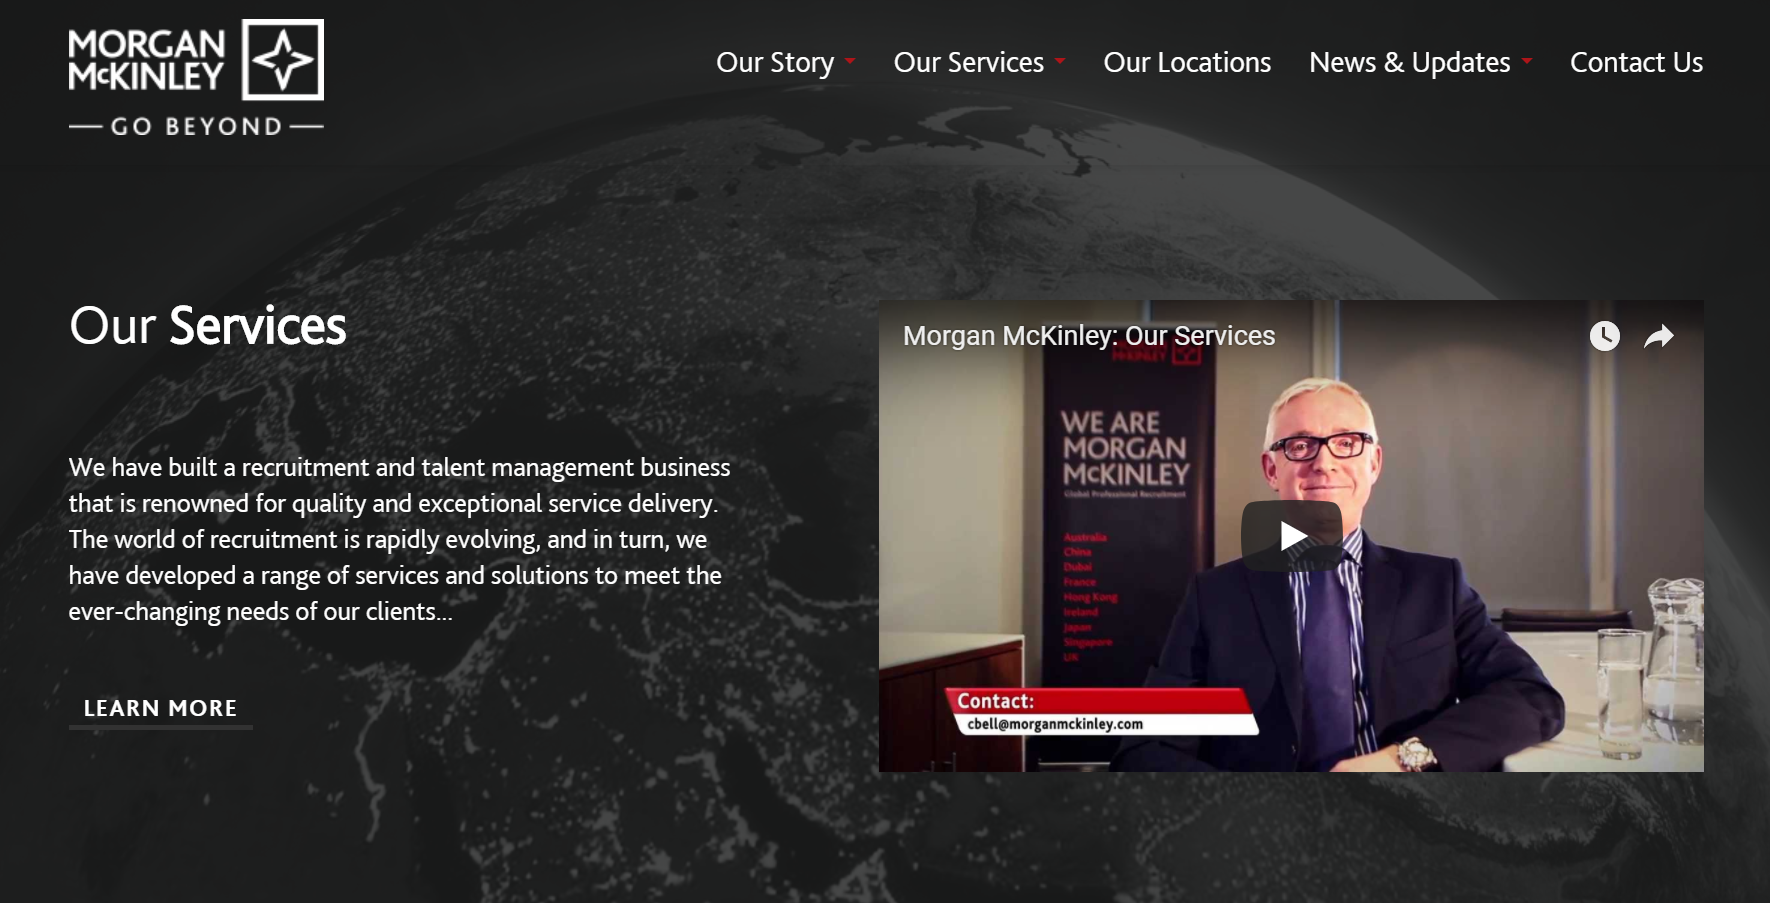 MORGAN
McKINLEY
GO BEYOND
Our Story
Our Services
Our Locations
News & Updates
Contact Us
Our Services
We have built a recruitment and talent management business
that is renowned for quality and exceptional service delivery.
The world of recruitment is rapidly evolving, and in turn, we
have developed a range of services and solutions to meet the
ever-changing needs of our clients...
LEARN MORE
Morgan McKinley: Our Services
McKINLEY
WE ARE
MORGAN
McKINLEY
Global Professional Recruitment
Australia
China
Dubai
France
Hong Kong
Ireland
Japan
Singapore
UK
Contact:
cbell@morganmckinley.com